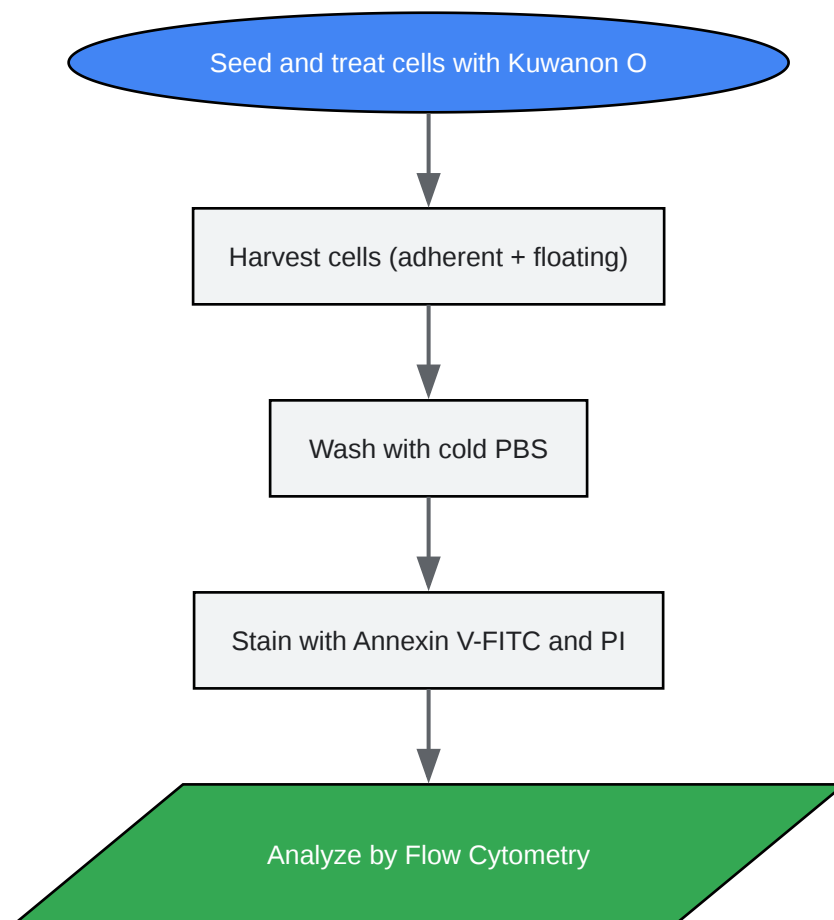 Seed and treat cells with Kuwanon O
Harvest cells (adherent + floating)
Wash with cold PBS
Stain with Annexin V-FITC and PI
Analyze by Flow Cytometry